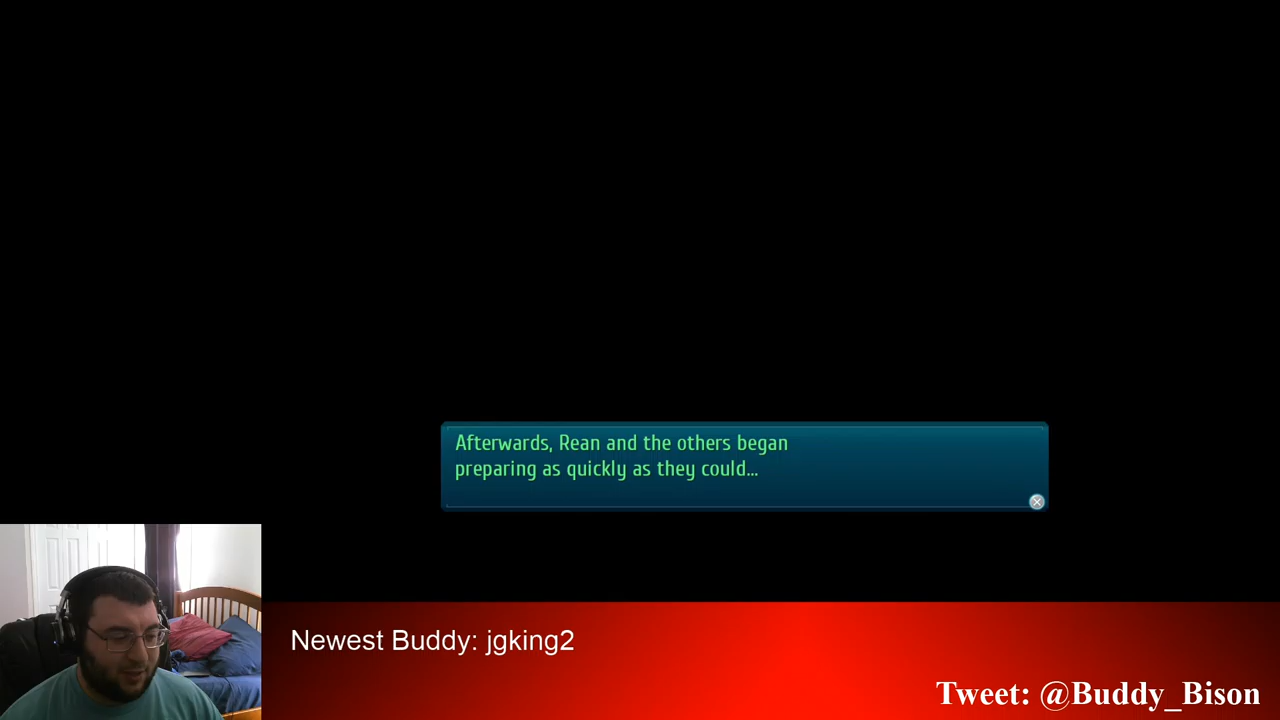 Afterwards, Rean and the others began
preparing as quickly as they could...
Newest Buddy: jgking2
Tweet: @Buddy_Bison